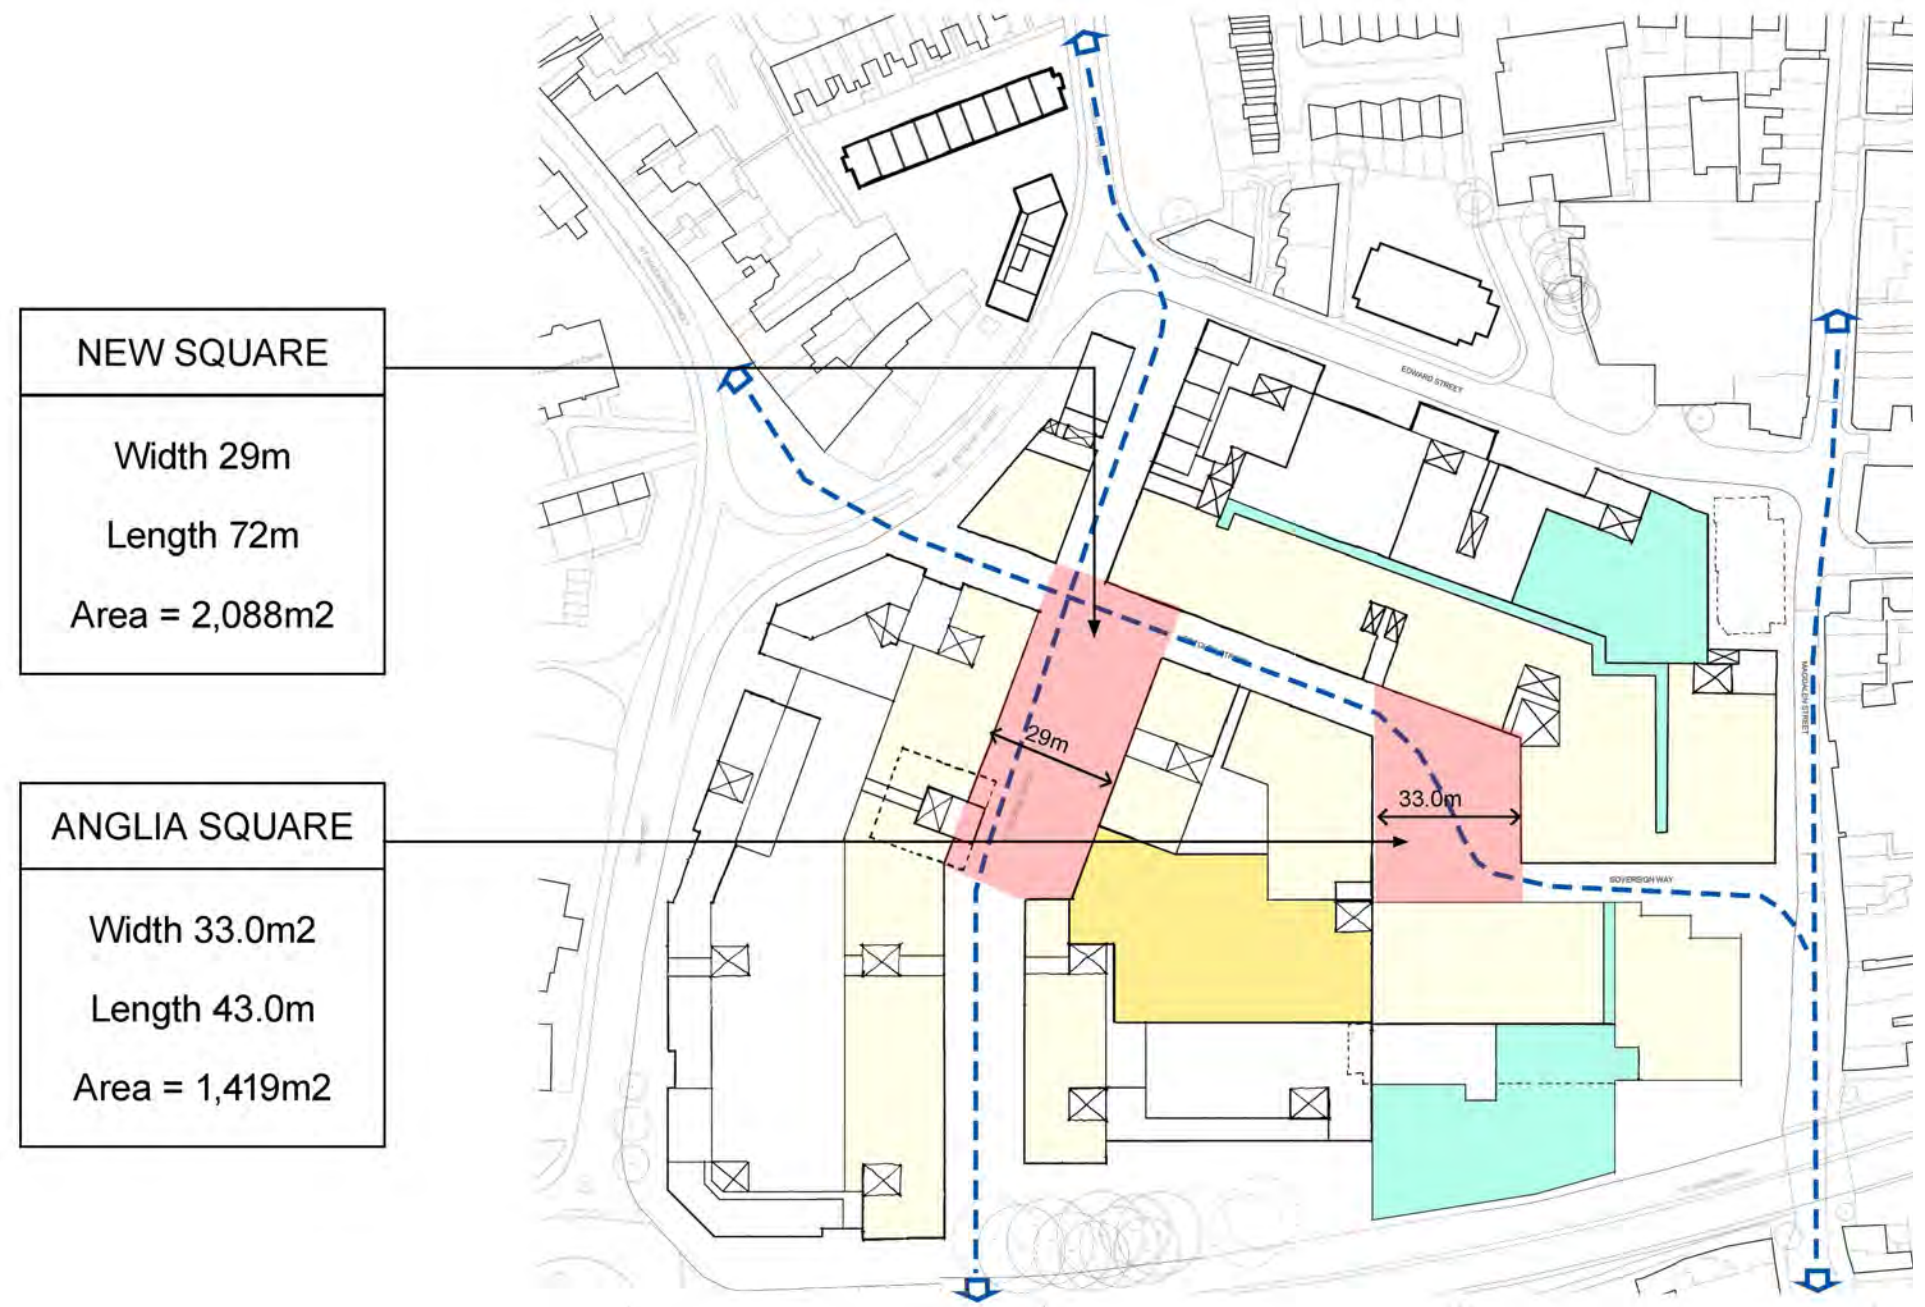 NEW SQUARE
Width 29m
Length 72m
Area = 2,088m2
ANGLIA SQUARE
Width 33.0m2
Length 43.0m
Area = 1,419m2
EDWARD STREET
29m
33.0m
MAGDALEN STREET
SOVEREIGN WAY